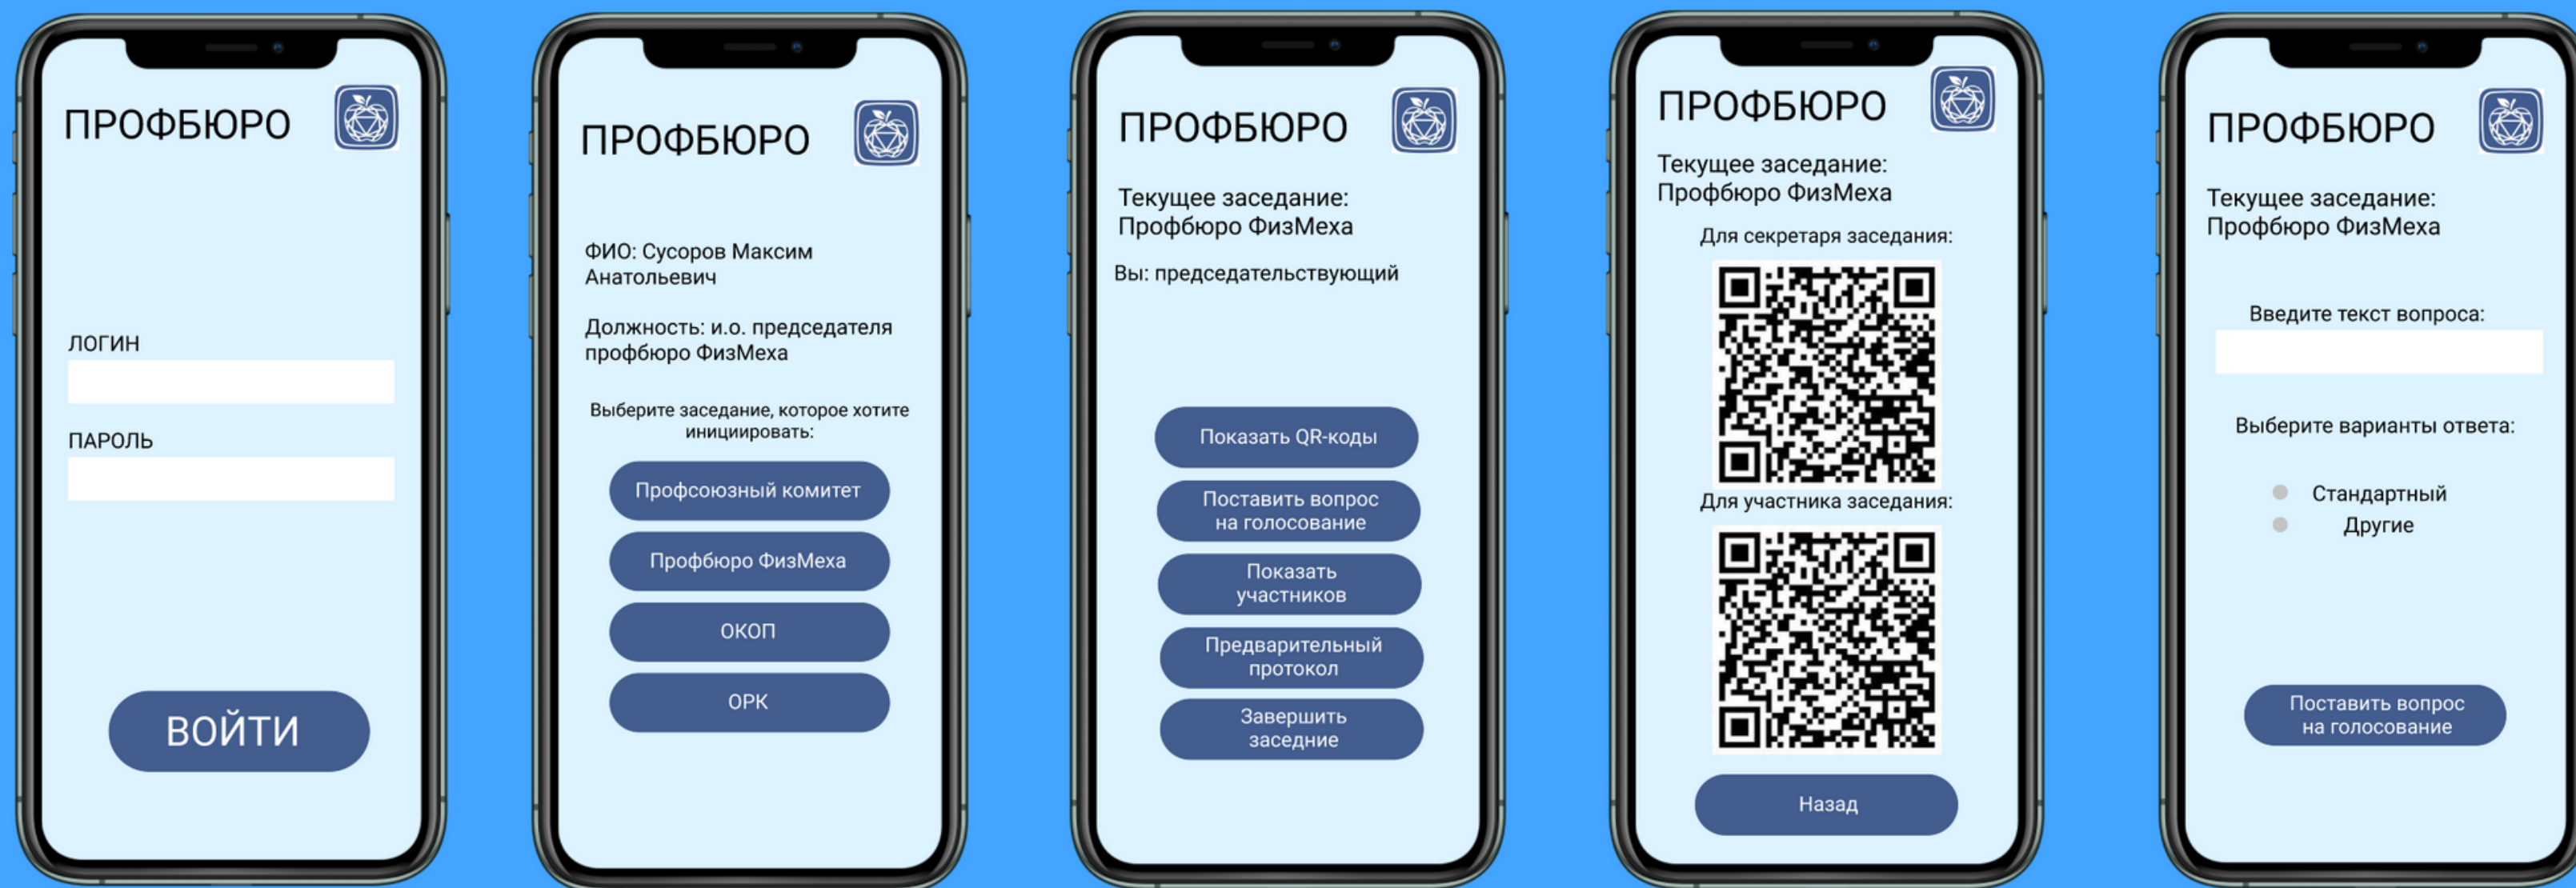 ПРОФБЮРО
ЛОГИН
ПАРОЛЬ
ВОЙТИ
ПРОФБЮРО
ФИО: Сусоров Максим
Анатольевич
Должность: и.о. председателя
профбюро ФизМеха
Выберите заседание, которое хотите
инициировать:
Профсоюзный комитет
Профбюро ФизМеха
ОКОП
ОРК
ПРОФБЮРО
Текущее заседание:
Профбюро ФизМеха
Вы: председательствующий
Показать QR-коды
Поставить вопрос
на голосование
Показать
участников
Предварительный
протокол
Завершить
заседние
ПРОФБЮРО
Текущее заседание:
Профбюро ФизМеха
Для секретаря заседания:
Для участника заседания:
Назад
ПРОФБЮРО
Текущее заседание:
Профбюро ФизМеха
Введите текст вопроса:
Выберите варианты ответа:
Стандартный
Другие
Поставить вопрос
на голосование